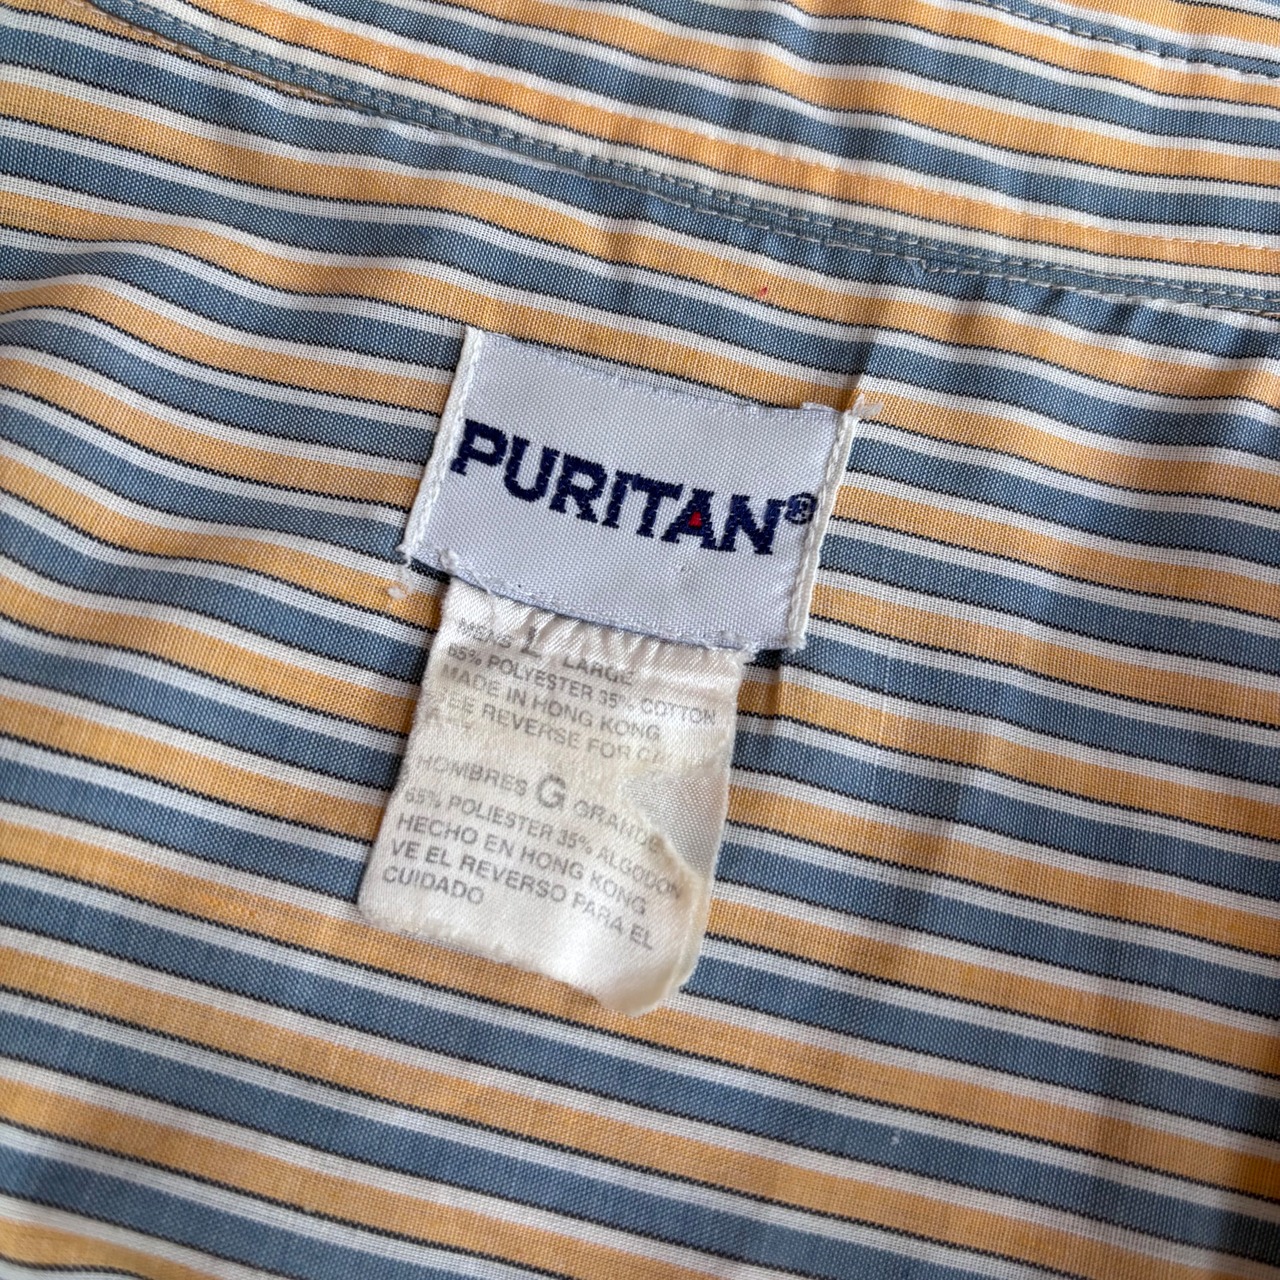 PURITAN®
MENS L LARGE
65% POLYESTER 35% COTTON
MADE IN HONG KONG
SEE REVERSE FOR
HOMBRES G GRANDE
65% POLIESTER 35% ALGODON
HECHO EN HONG KONG
VE EL REVERSO PARA EL
CUIDADO